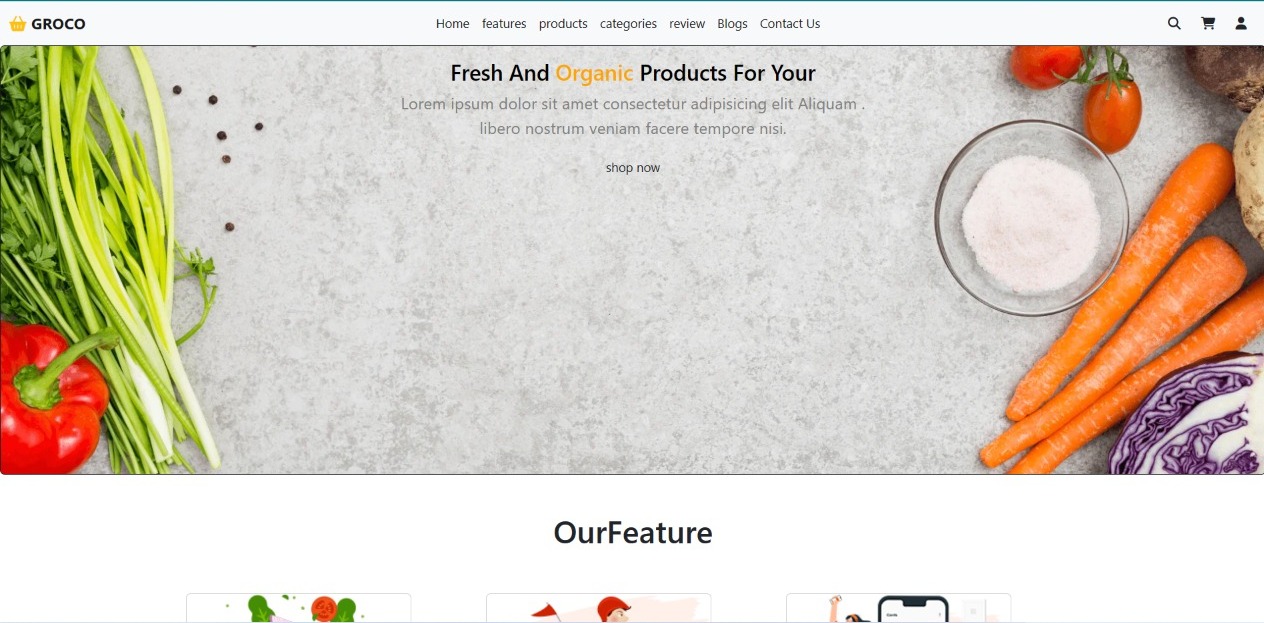 GROCO
Home features products categories review Blogs Contact Us
Fresh And Organic Products For Your
Lorem ipsum dolor sit amet consectetur adipisicing elit Aliquam .
libero nostrum veniam facere tempore nisi.
shop now
OurFeature